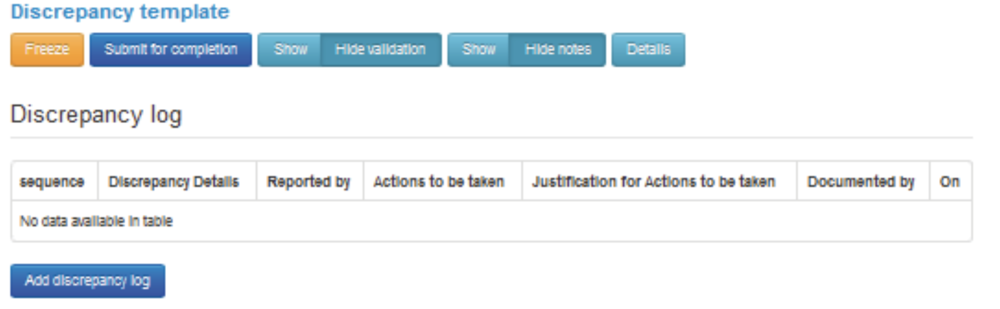 Discrepancy template
Freeze Submit for completion Show Hide validation Show Hide notes Details
Discrepancy log
sequence Discrepancy Details Reported by Actions to be taken Justification for Actions to be taken Documented by On
No data available in table
Add discrepancy log